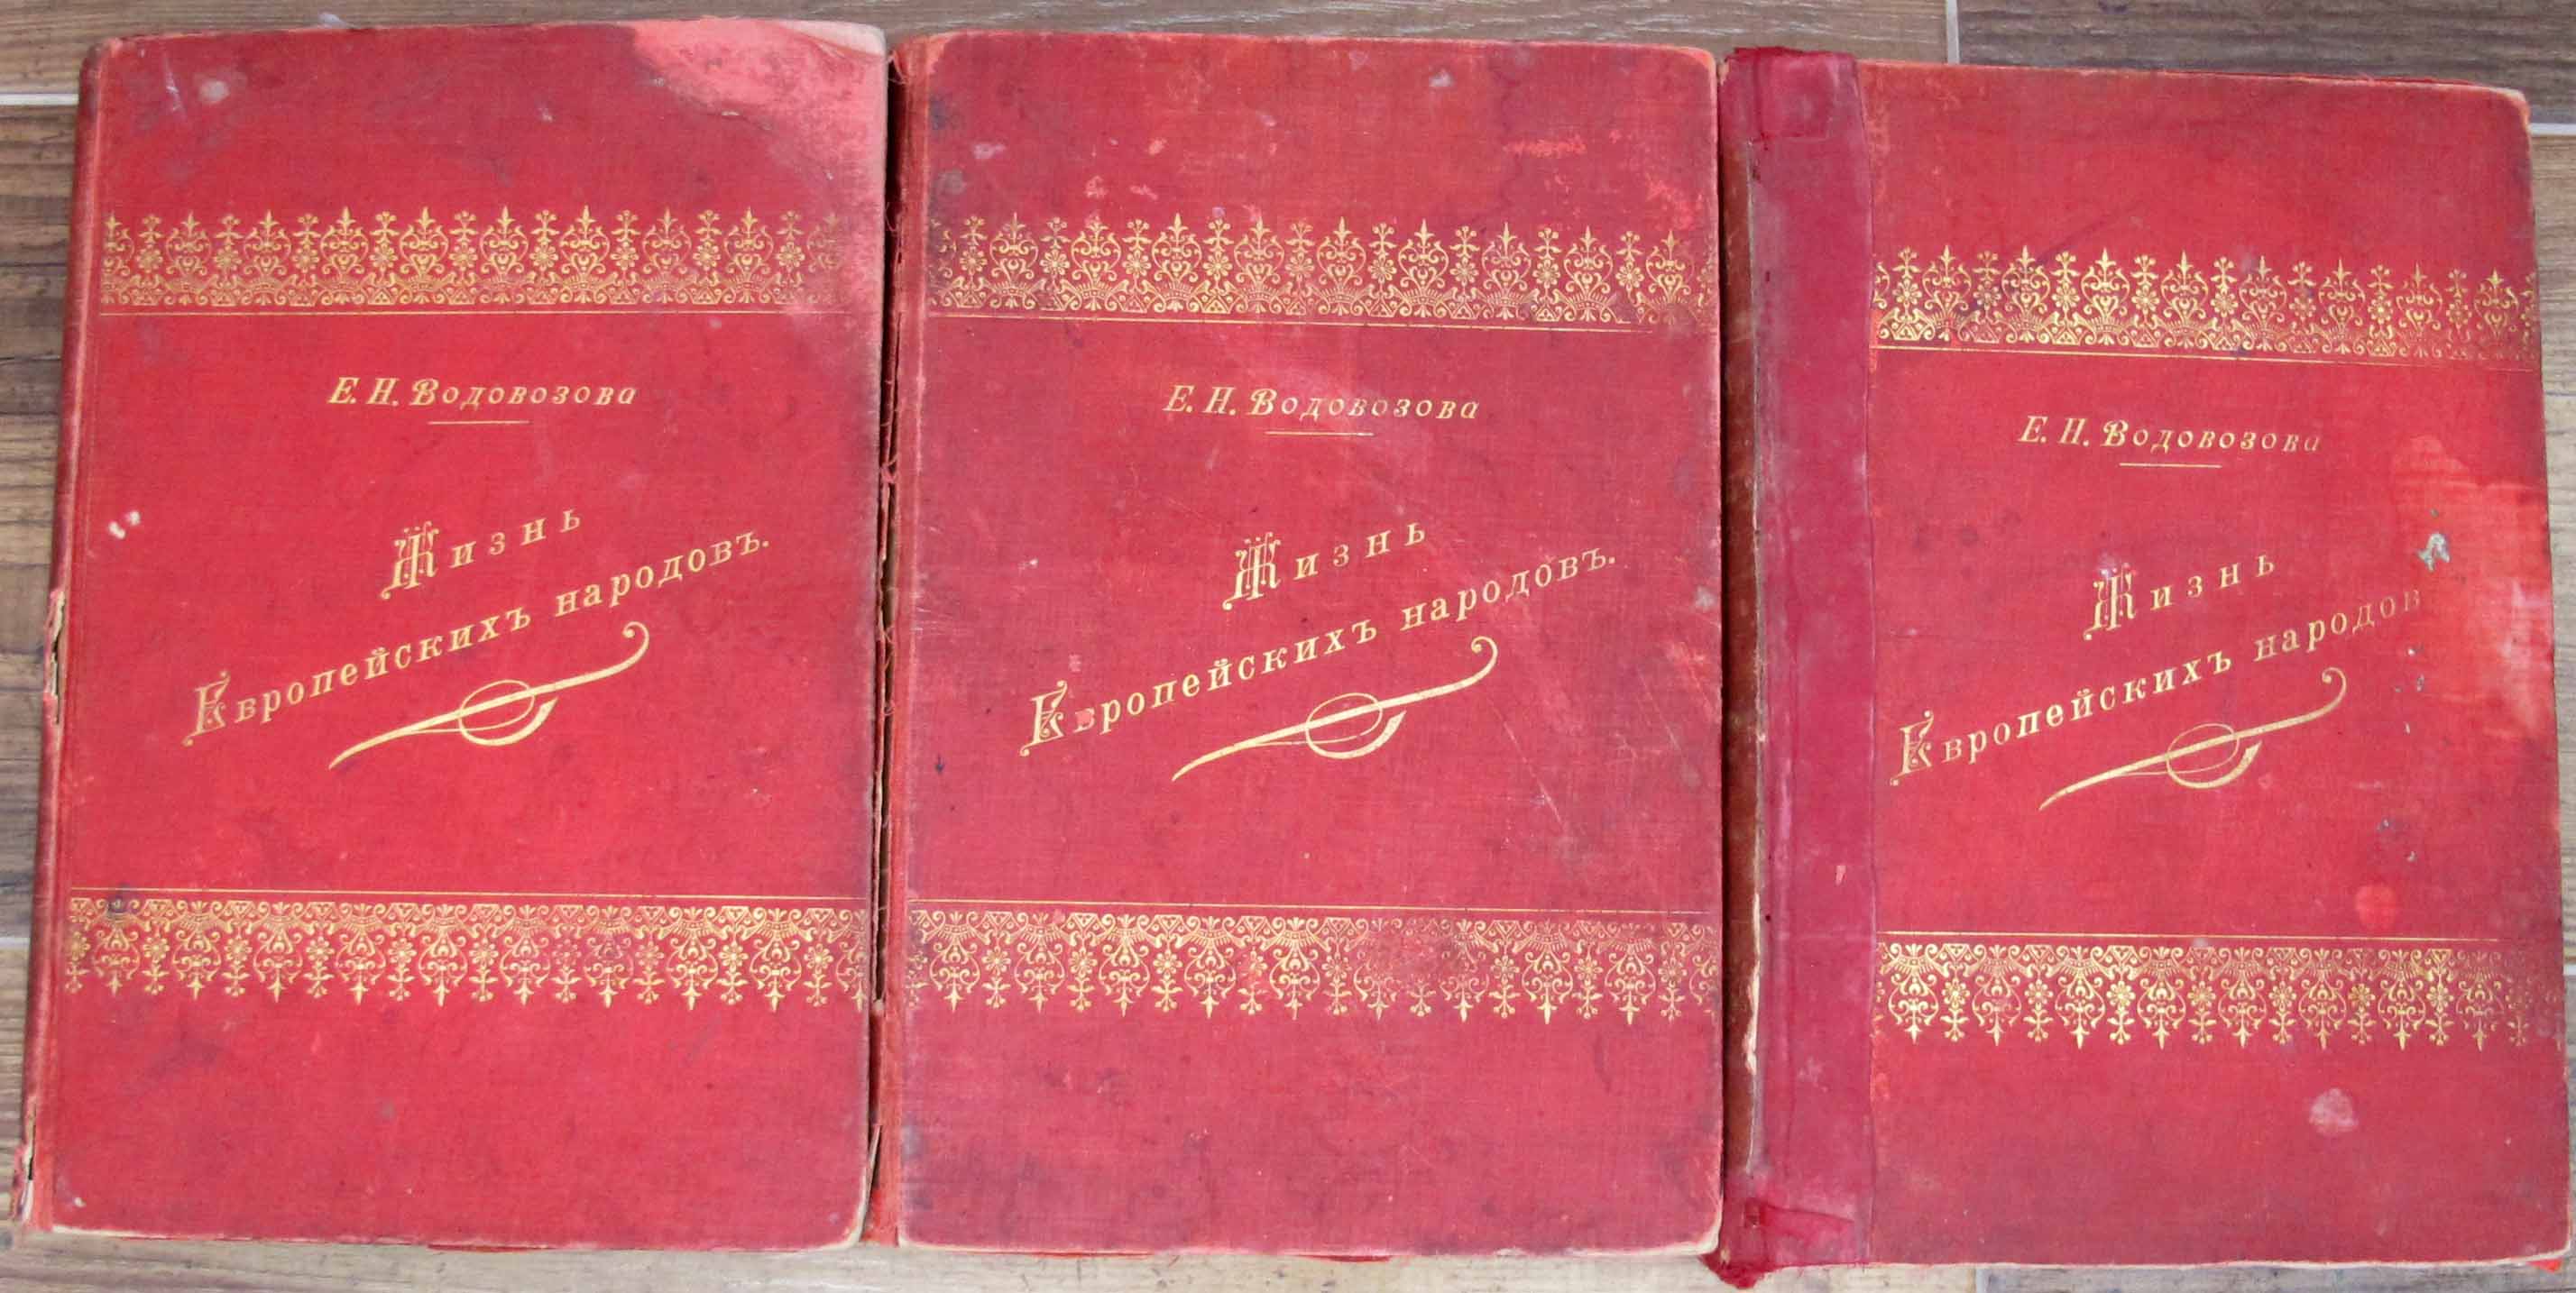 Е. Н. Водовозова
Жизнь
Европейскихъ народовъ.
Е. Н. Водовозова
Жизнь
Европейскихъ народовъ.
Е. Н. Водовозова
Жизнь
Европейскихъ народов